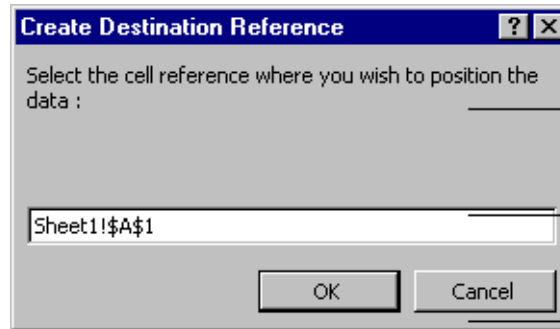 Create Destination Reference
Select the cell reference where you wish to position the
data :
Sheet1!$A$1
OK Cancel